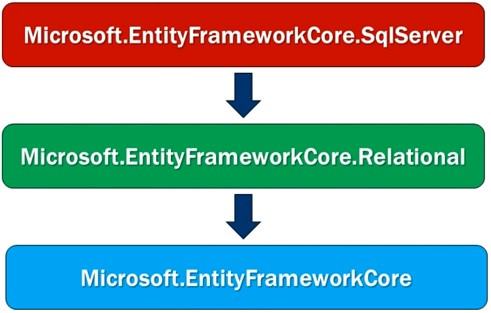 Microsoft.EntityFrameworkCore.SqlServer
Microsoft.EntityFrameworkCore.Relational
Microsoft.EntityFrameworkCore